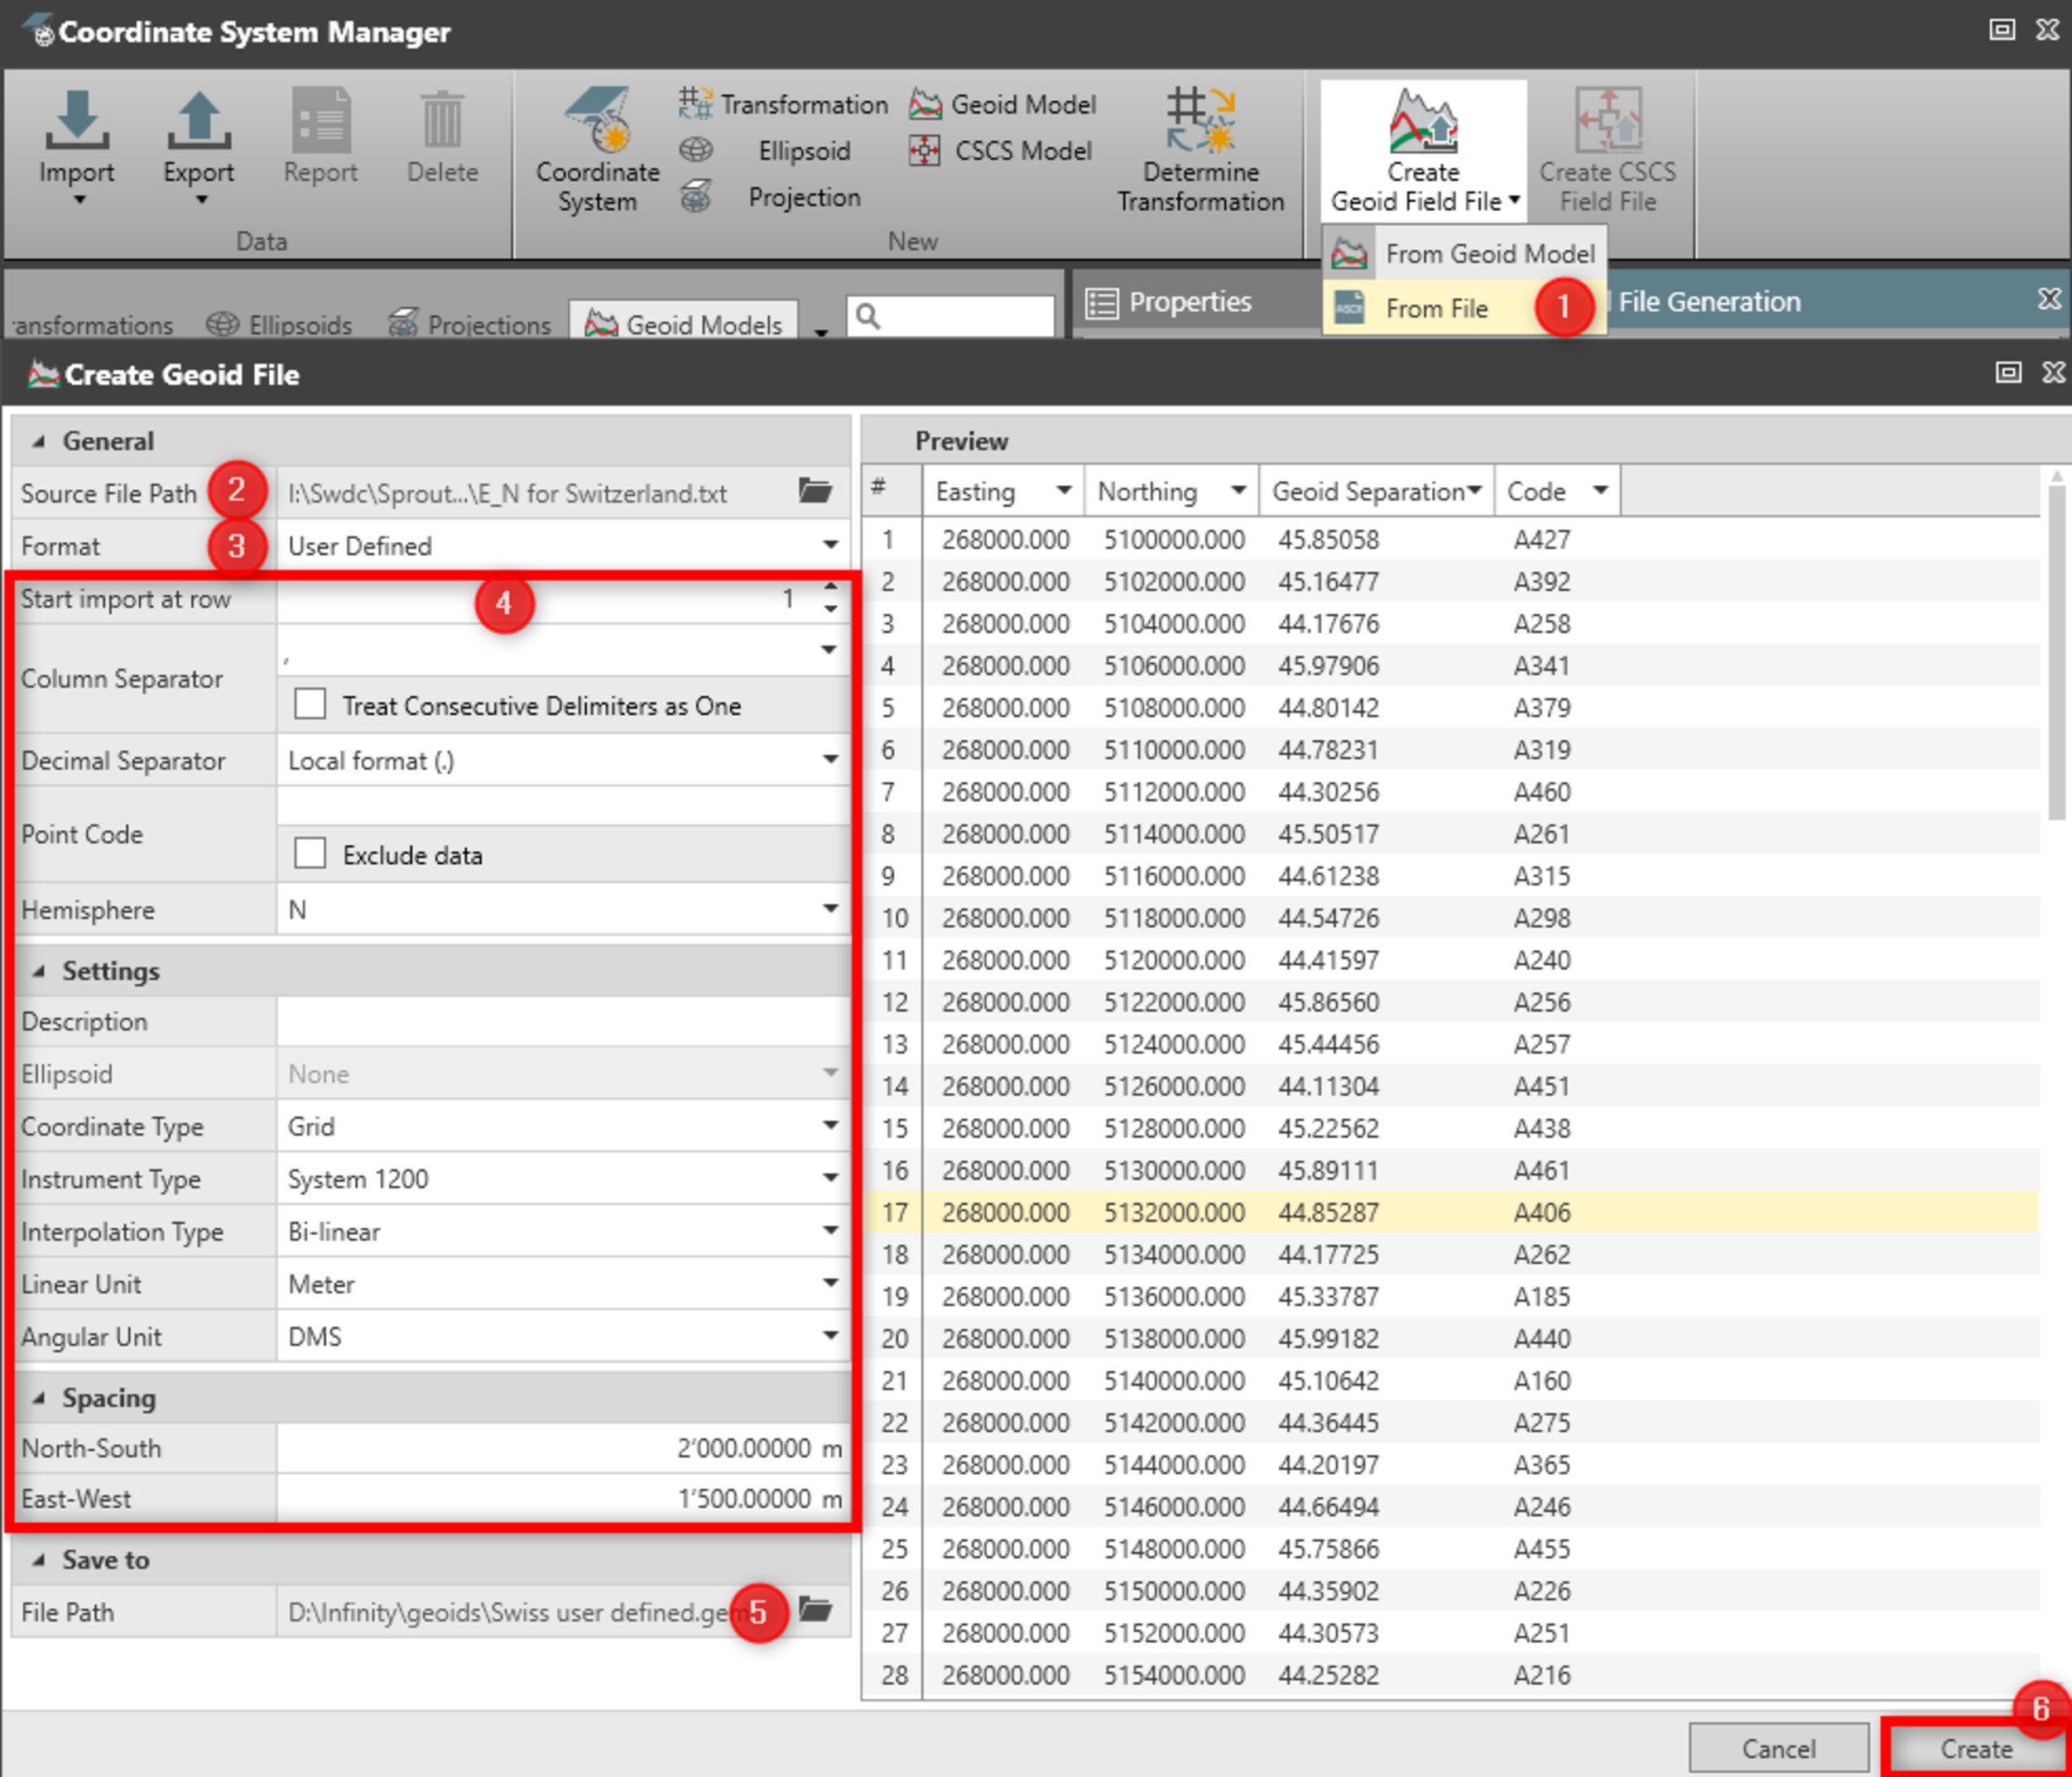 Coordinate System Manager
Import
Export
Report
Delete
Data
Coordinate
System
Transformation
Ellipsoid
Projection
Geoid Model
CSCS Model
Determine
Transformation
New
Create
Geoid Field File
Create CSCS
Field File
From Geoid Model
ASCII From File 1
ansformations Ellipsoids Projections Geoid Models
Properties
File Generation
Create Geoid File
General
Source File Path 2 I:\Swdc\Sprout...\E_N for Switzerland.txt
Format 3 User Defined
Start import at row 4 1
Column Separator ,
Treat Consecutive Delimiters as One
Decimal Separator Local format (.)
Point Code
Exclude data
Hemisphere N
Settings
Description
Ellipsoid None
Coordinate Type Grid
Instrument Type System 1200
Interpolation Type Bi-linear
Linear Unit Meter
Angular Unit DMS
Spacing
North-South 2'000.00000 m
East-West 1'500.00000 m
Save to
File Path D:\Infinity\geoids\Swiss user defined.gem 5
Preview
# Easting Northing Geoid Separation Code
1 268000.000 5100000.000 45.85058 A427
2 268000.000 5102000.000 45.16477 A392
3 268000.000 5104000.000 44.17676 A258
4 268000.000 5106000.000 45.97906 A341
5 268000.000 5108000.000 44.80142 A379
6 268000.000 5110000.000 44.78231 A319
7 268000.000 5112000.000 44.30256 A460
8 268000.000 5114000.000 45.50517 A261
9 268000.000 5116000.000 44.61238 A315
10 268000.000 5118000.000 44.54726 A298
11 268000.000 5120000.000 44.41597 A240
12 268000.000 5122000.000 45.86560 A256
13 268000.000 5124000.000 45.44456 A257
14 268000.000 5126000.000 44.11304 A451
15 268000.000 5128000.000 45.22562 A438
16 268000.000 5130000.000 45.89111 A461
17 268000.000 5132000.000 44.85287 A406
18 268000.000 5134000.000 44.17725 A262
19 268000.000 5136000.000 45.33787 A185
20 268000.000 5138000.000 45.99182 A440
21 268000.000 5140000.000 45.10642 A160
22 268000.000 5142000.000 44.36445 A275
23 268000.000 5144000.000 44.20197 A365
24 268000.000 5146000.000 44.66494 A246
25 268000.000 5148000.000 45.75866 A455
26 268000.000 5150000.000 44.35902 A226
27 268000.000 5152000.000 44.30573 A251
28 268000.000 5154000.000 44.25282 A216
6
Cancel Create